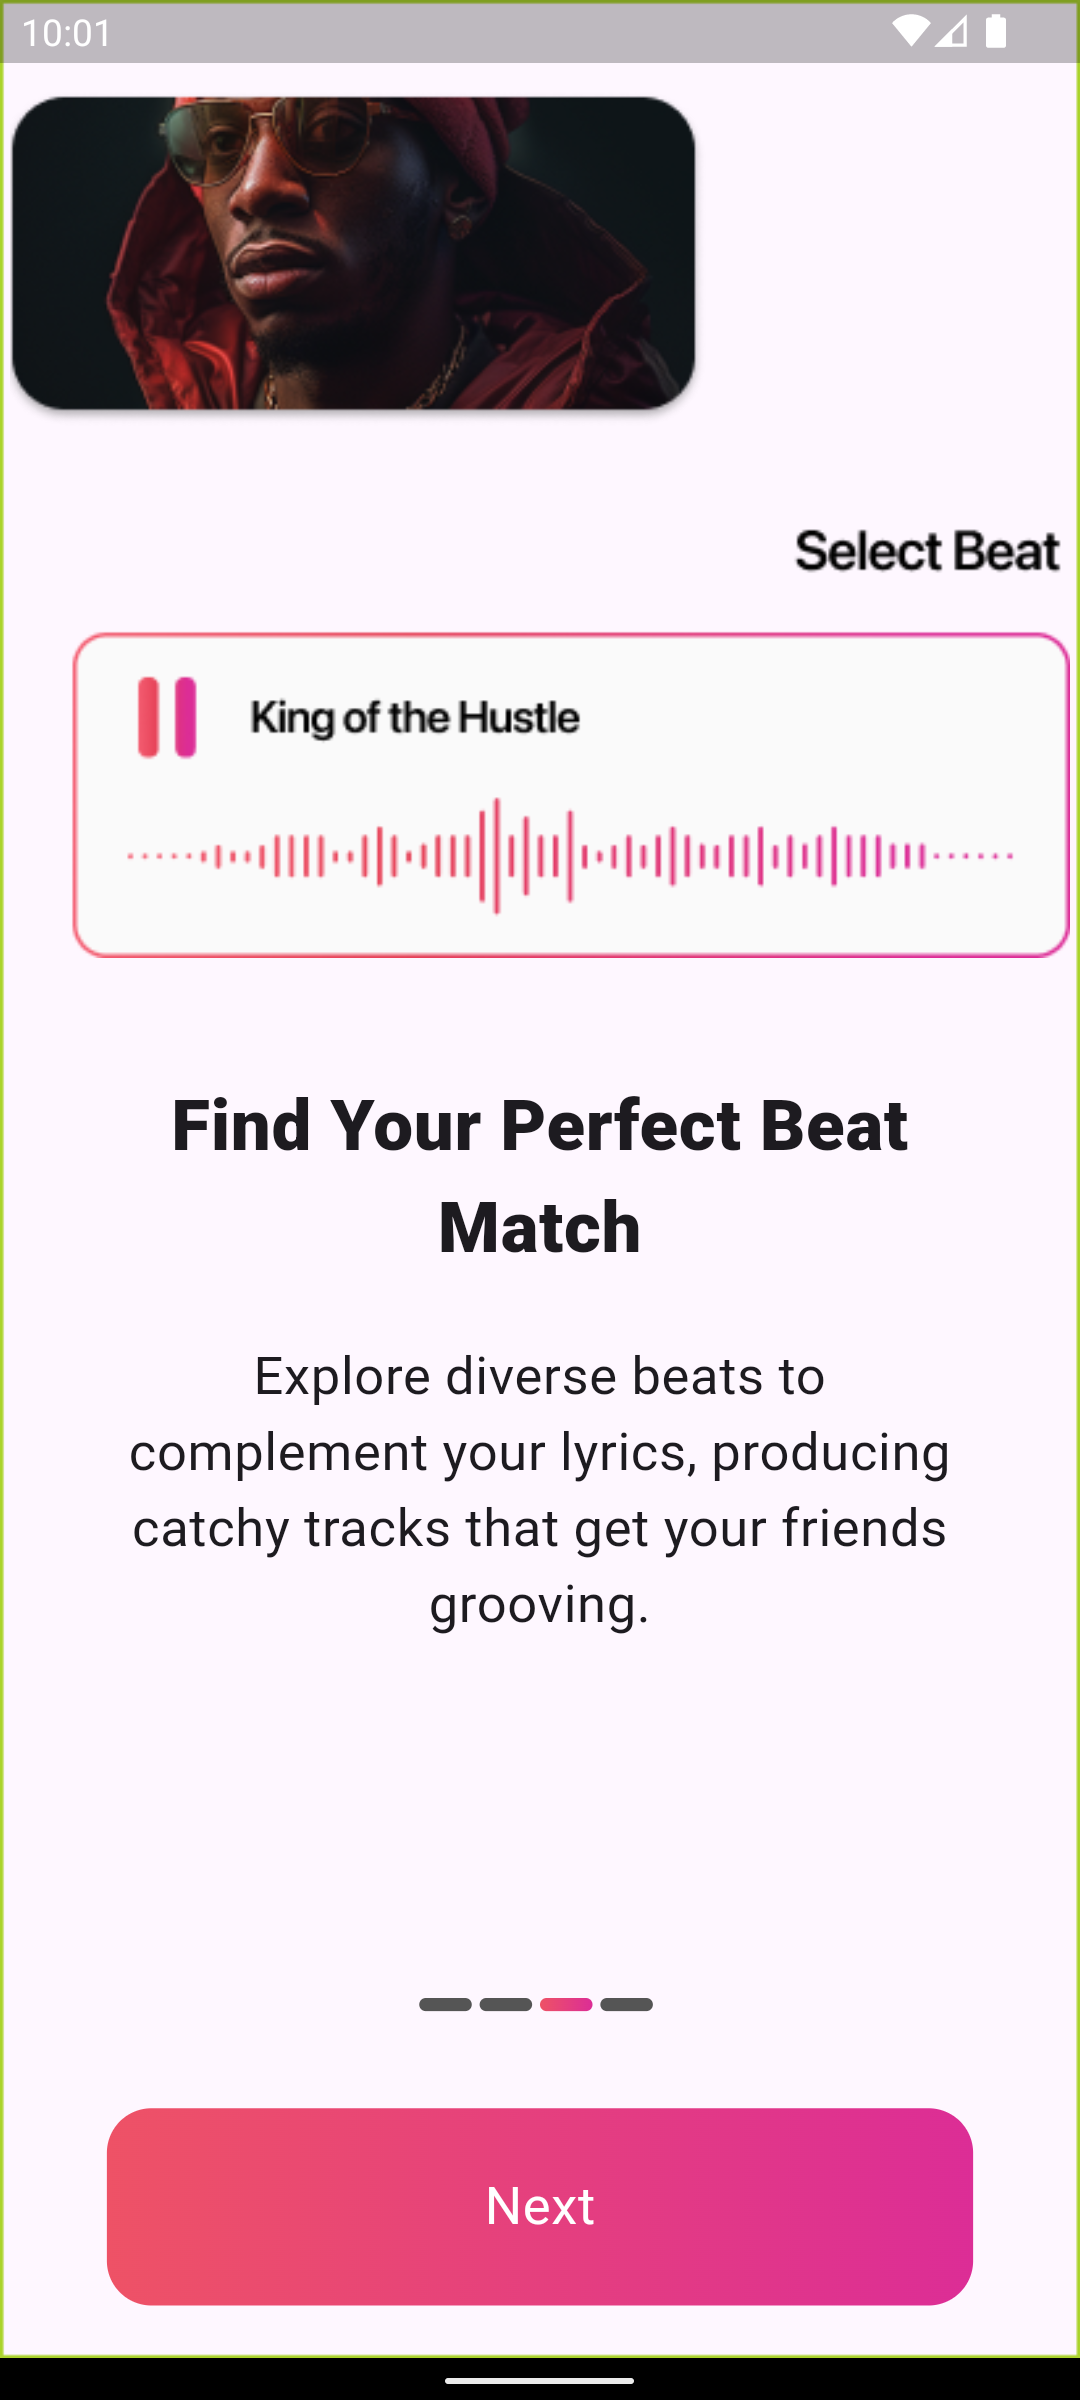 10:01
Select Beat
King of the Hustle
Find Your Perfect Beat
Match
Explore diverse beats to
complement your lyrics, producing
catchy tracks that get your friends
grooving.
Next